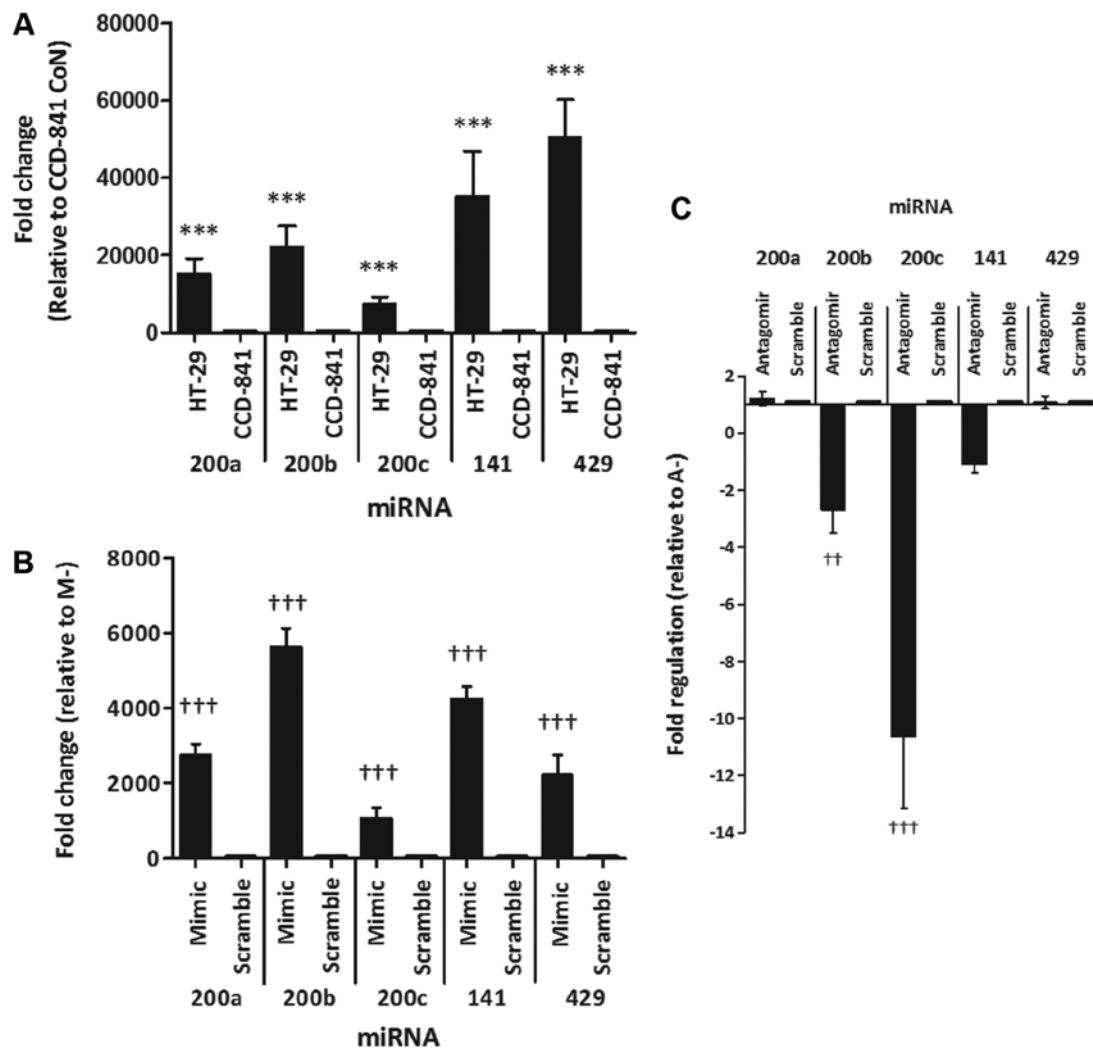 A
Fold change
(Relative to CCD-841 CoN)
80000
60000
40000
20000
0
***
***
***
***
***
HT-29
CCD-841
HT-29
CCD-841
HT-29
CCD-841
HT-29
CCD-841
HT-29
CCD-841
200a
200b
200c
141
429
miRNA
B
Fold change (relative to M-)
8000
6000
4000
2000
0
†††
†††
†††
†††
†††
Mimic
Scramble
Mimic
Scramble
Mimic
Scramble
Mimic
Scramble
Mimic
Scramble
200a
200b
200c
141
429
miRNA
C
miRNA
200a
200b
200c
141
429
Antagomir
Scramble
Antagomir
Scramble
Antagomir
Scramble
Antagomir
Scramble
Antagomir
Scramble
Fold regulation (relative to A-)
2
0
-2
-4
-6
-8
-10
-12
-14
††
†††